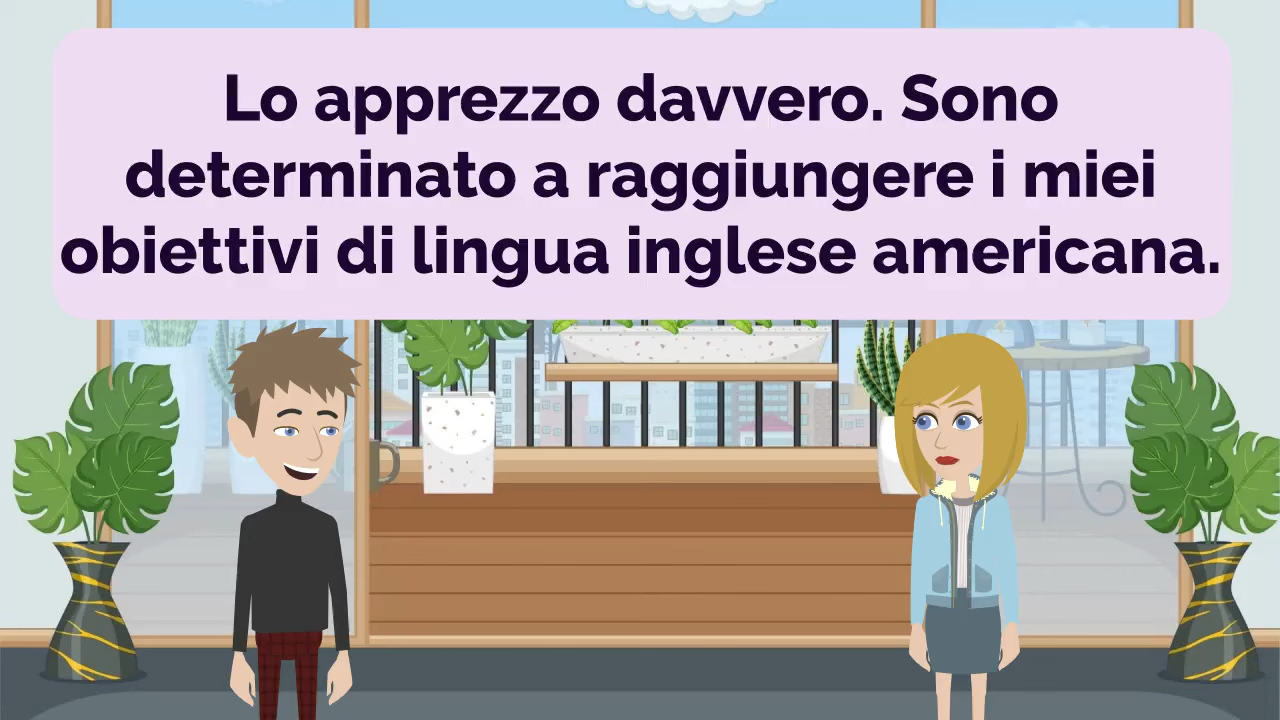 Lo apprezzo davvero. Sono
determinato a raggiungere i miei
obiettivi di lingua inglese americana.